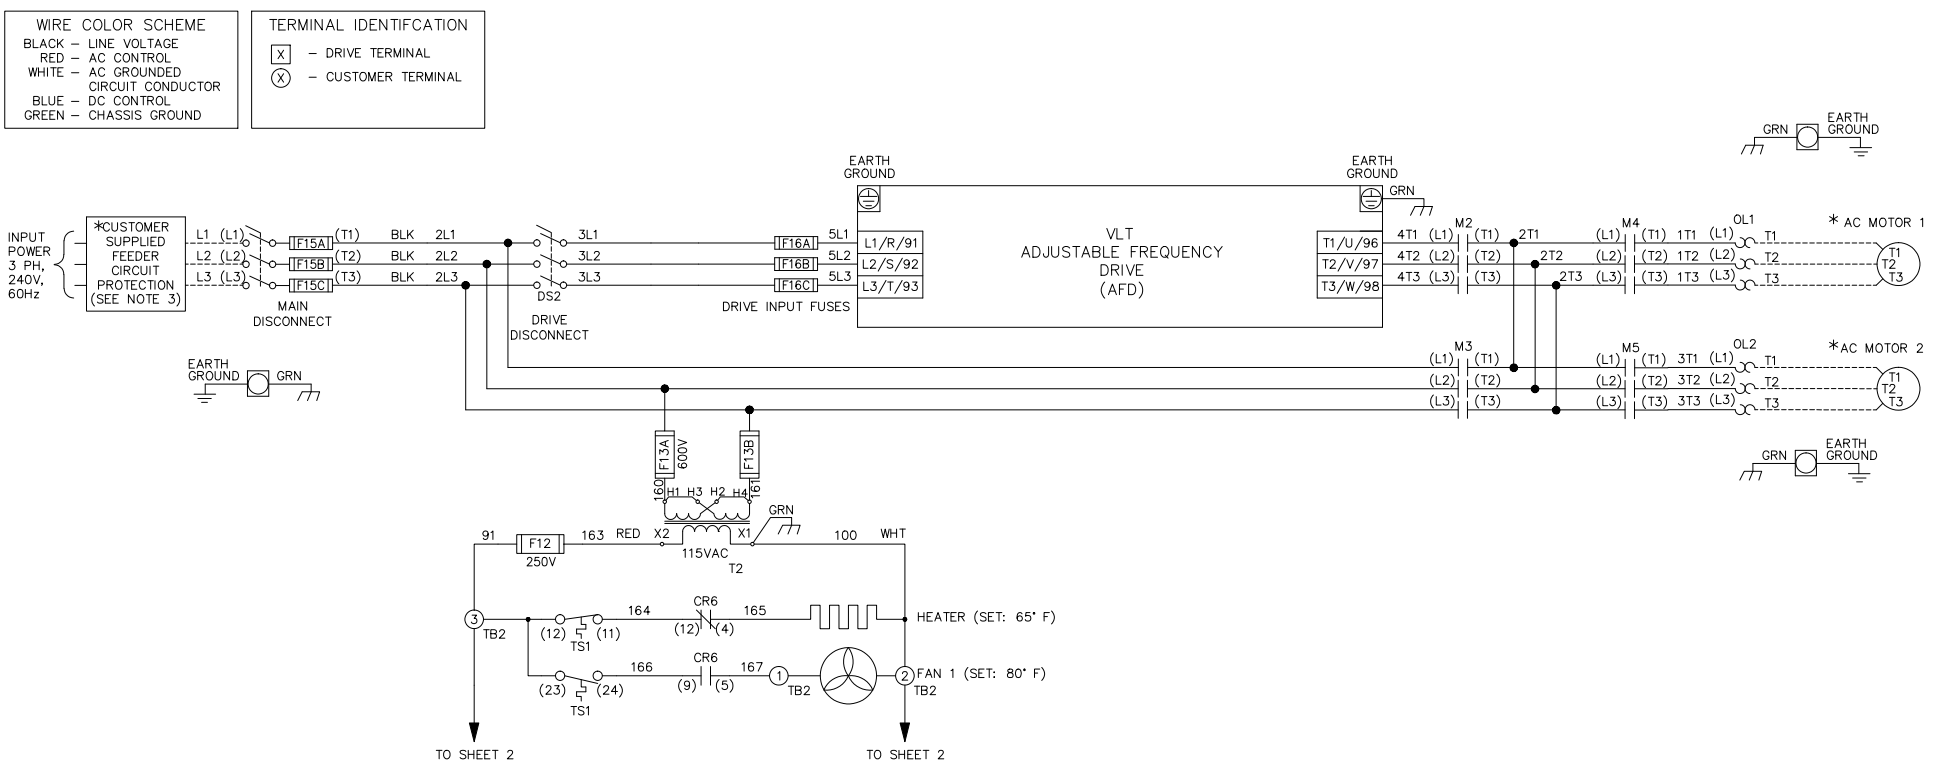 WIRE COLOR SCHEME
BLACK – LINE VOLTAGE
RED – AC CONTROL
WHITE – AC GROUNDED
CIRCUIT CONDUCTOR
BLUE – DC CONTROL
GREEN – CHASSIS GROUND
TERMINAL IDENTIFCATION
X – DRIVE TERMINAL
X – CUSTOMER TERMINAL
GRN
EARTH
GROUND
INPUT
POWER
3 PH,
240V,
60Hz
*CUSTOMER
SUPPLIED
FEEDER
CIRCUIT
PROTECTION
(SEE NOTE 3)
L1 (L1) F15A (T1) BLK 2L1 3L1 F16A 5L1
L2 (L2) F15B (T2) BLK 2L2 3L2 F16B 5L2
L3 (L3) F15C (T3) BLK 2L3 3L3 F16C 5L3
MAIN
DISCONNECT
DS2
DRIVE
DISCONNECT
DRIVE INPUT FUSES
EARTH
GROUND
L1/R/91
L2/S/92
L3/T/93
VLT
ADJUSTABLE FREQUENCY
DRIVE
(AFD)
EARTH
GROUND
GRN
T1/U/96
T2/V/97
T3/W/98
M2 M4 OL1 * AC MOTOR 1
4T1 (L1) (T1) 2T1 (L1) (T1) 1T1 (L1) T1
4T2 (L2) (T2) 2T2 (L2) (T2) 1T2 (L2) T2
4T3 (L3) (T3) 2T3 (L3) (T3) 1T3 (L3) T3
T1
T2
T3
M3 M5 OL2 *AC MOTOR 2
(L1) (T1) (L1) (T1) 3T1 (L1) T1
(L2) (T2) (L2) (T2) 3T2 (L2) T2
(L3) (T3) (L3) (T3) 3T3 (L3) T3
T1
T2
T3
EARTH
GROUND
GRN
GRN
EARTH
GROUND
F13A
600V
F13B
160
161
H1 H3 H2 H4
GRN
91 F12 163 RED X2 X1 100 WHT
250V
115VAC
T2
3
TB2
164 CR6 165
(12) (11) (12) (4)
TS1
HEATER (SET: 65° F)
166 CR6 167 1
(23) (24) (9) (5) TB2
TS1
2 FAN 1 (SET: 80° F)
TB2
TO SHEET 2
TO SHEET 2